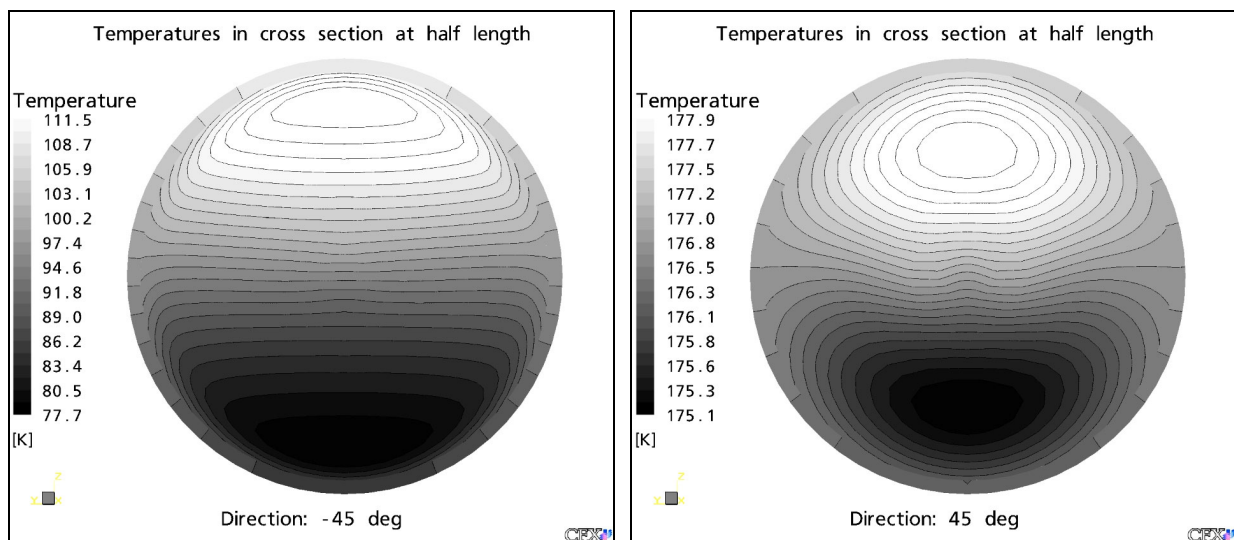 Temperatures in cross section at half length
Temperature
111.5
108.7
105.9
103.1
100.2
97.4
94.6
91.8
89.0
86.2
83.4
80.5
77.7
[K]
Z
Y
X
Direction: -45 deg
CFX
Temperatures in cross section at half length
Temperature
177.9
177.7
177.5
177.2
177.0
176.8
176.5
176.3
176.1
175.8
175.6
175.3
175.1
[K]
Z
Y
X
Direction: 45 deg
CFX